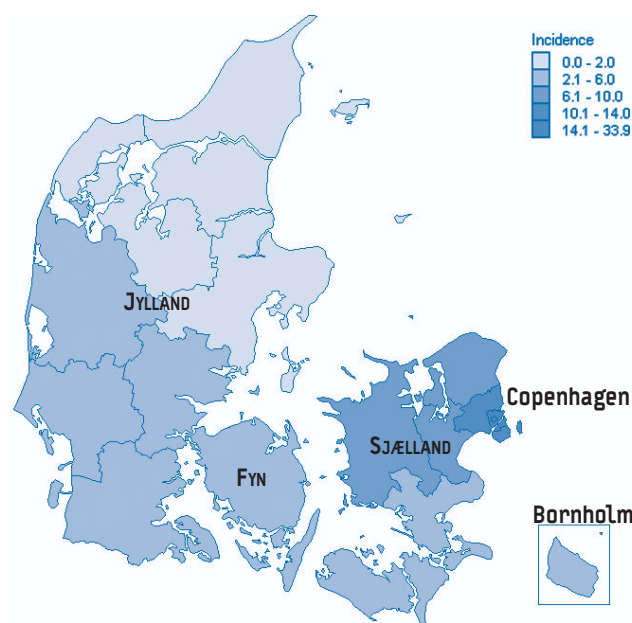 Incidence
0.0 - 2.0
2.1 - 6.0
6.1 - 10.0
10.1 - 14.0
14.1 - 33.9
JYLLAND
Copenhagen
SJÆLLAND
FYN
Bornholm